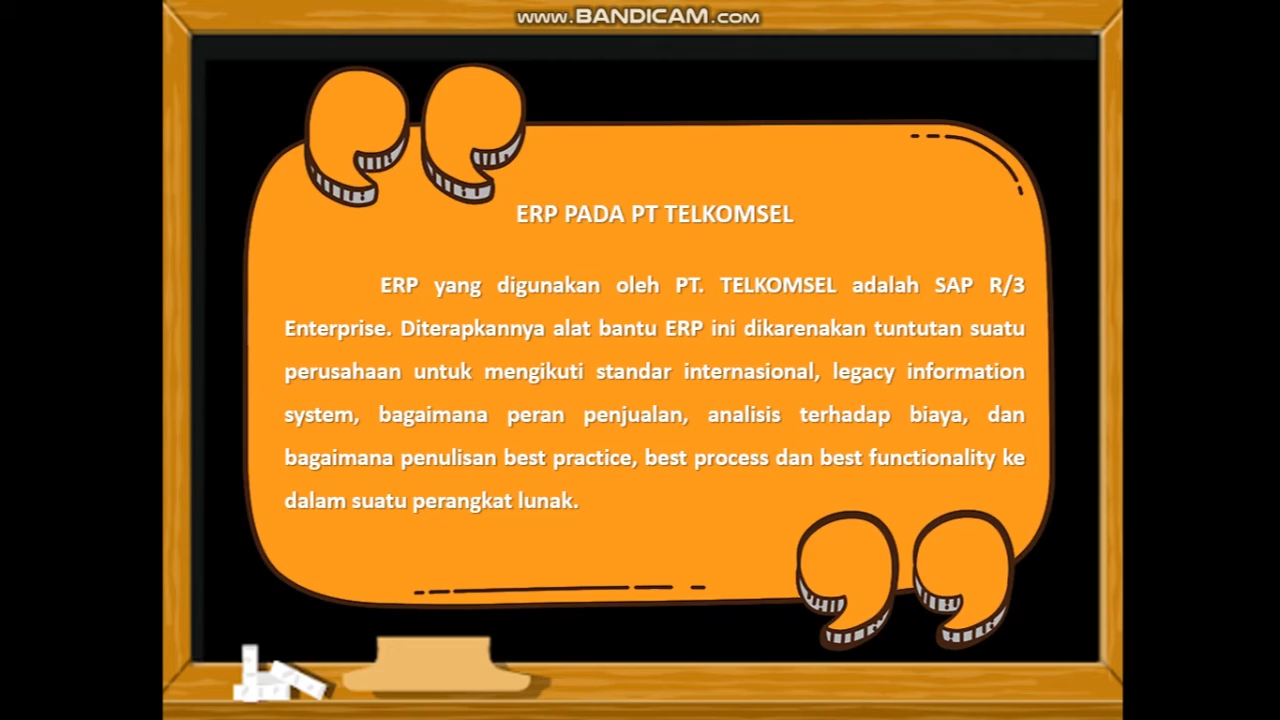 www.BANDICAM.com
ERP PADA PT TELKOMSEL
ERP yang digunakan oleh PT. TELKOMSEL adalah SAP R/3
Enterprise. Diterapkannya alat bantu ERP ini dikarenakan tuntutan suatu
perusahaan untuk mengikuti standar internasional, legacy information
system, bagaimana peran penjualan, analisis terhadap biaya, dan
bagaimana penulisan best practice, best process dan best functionality ke
dalam suatu perangkat lunak.